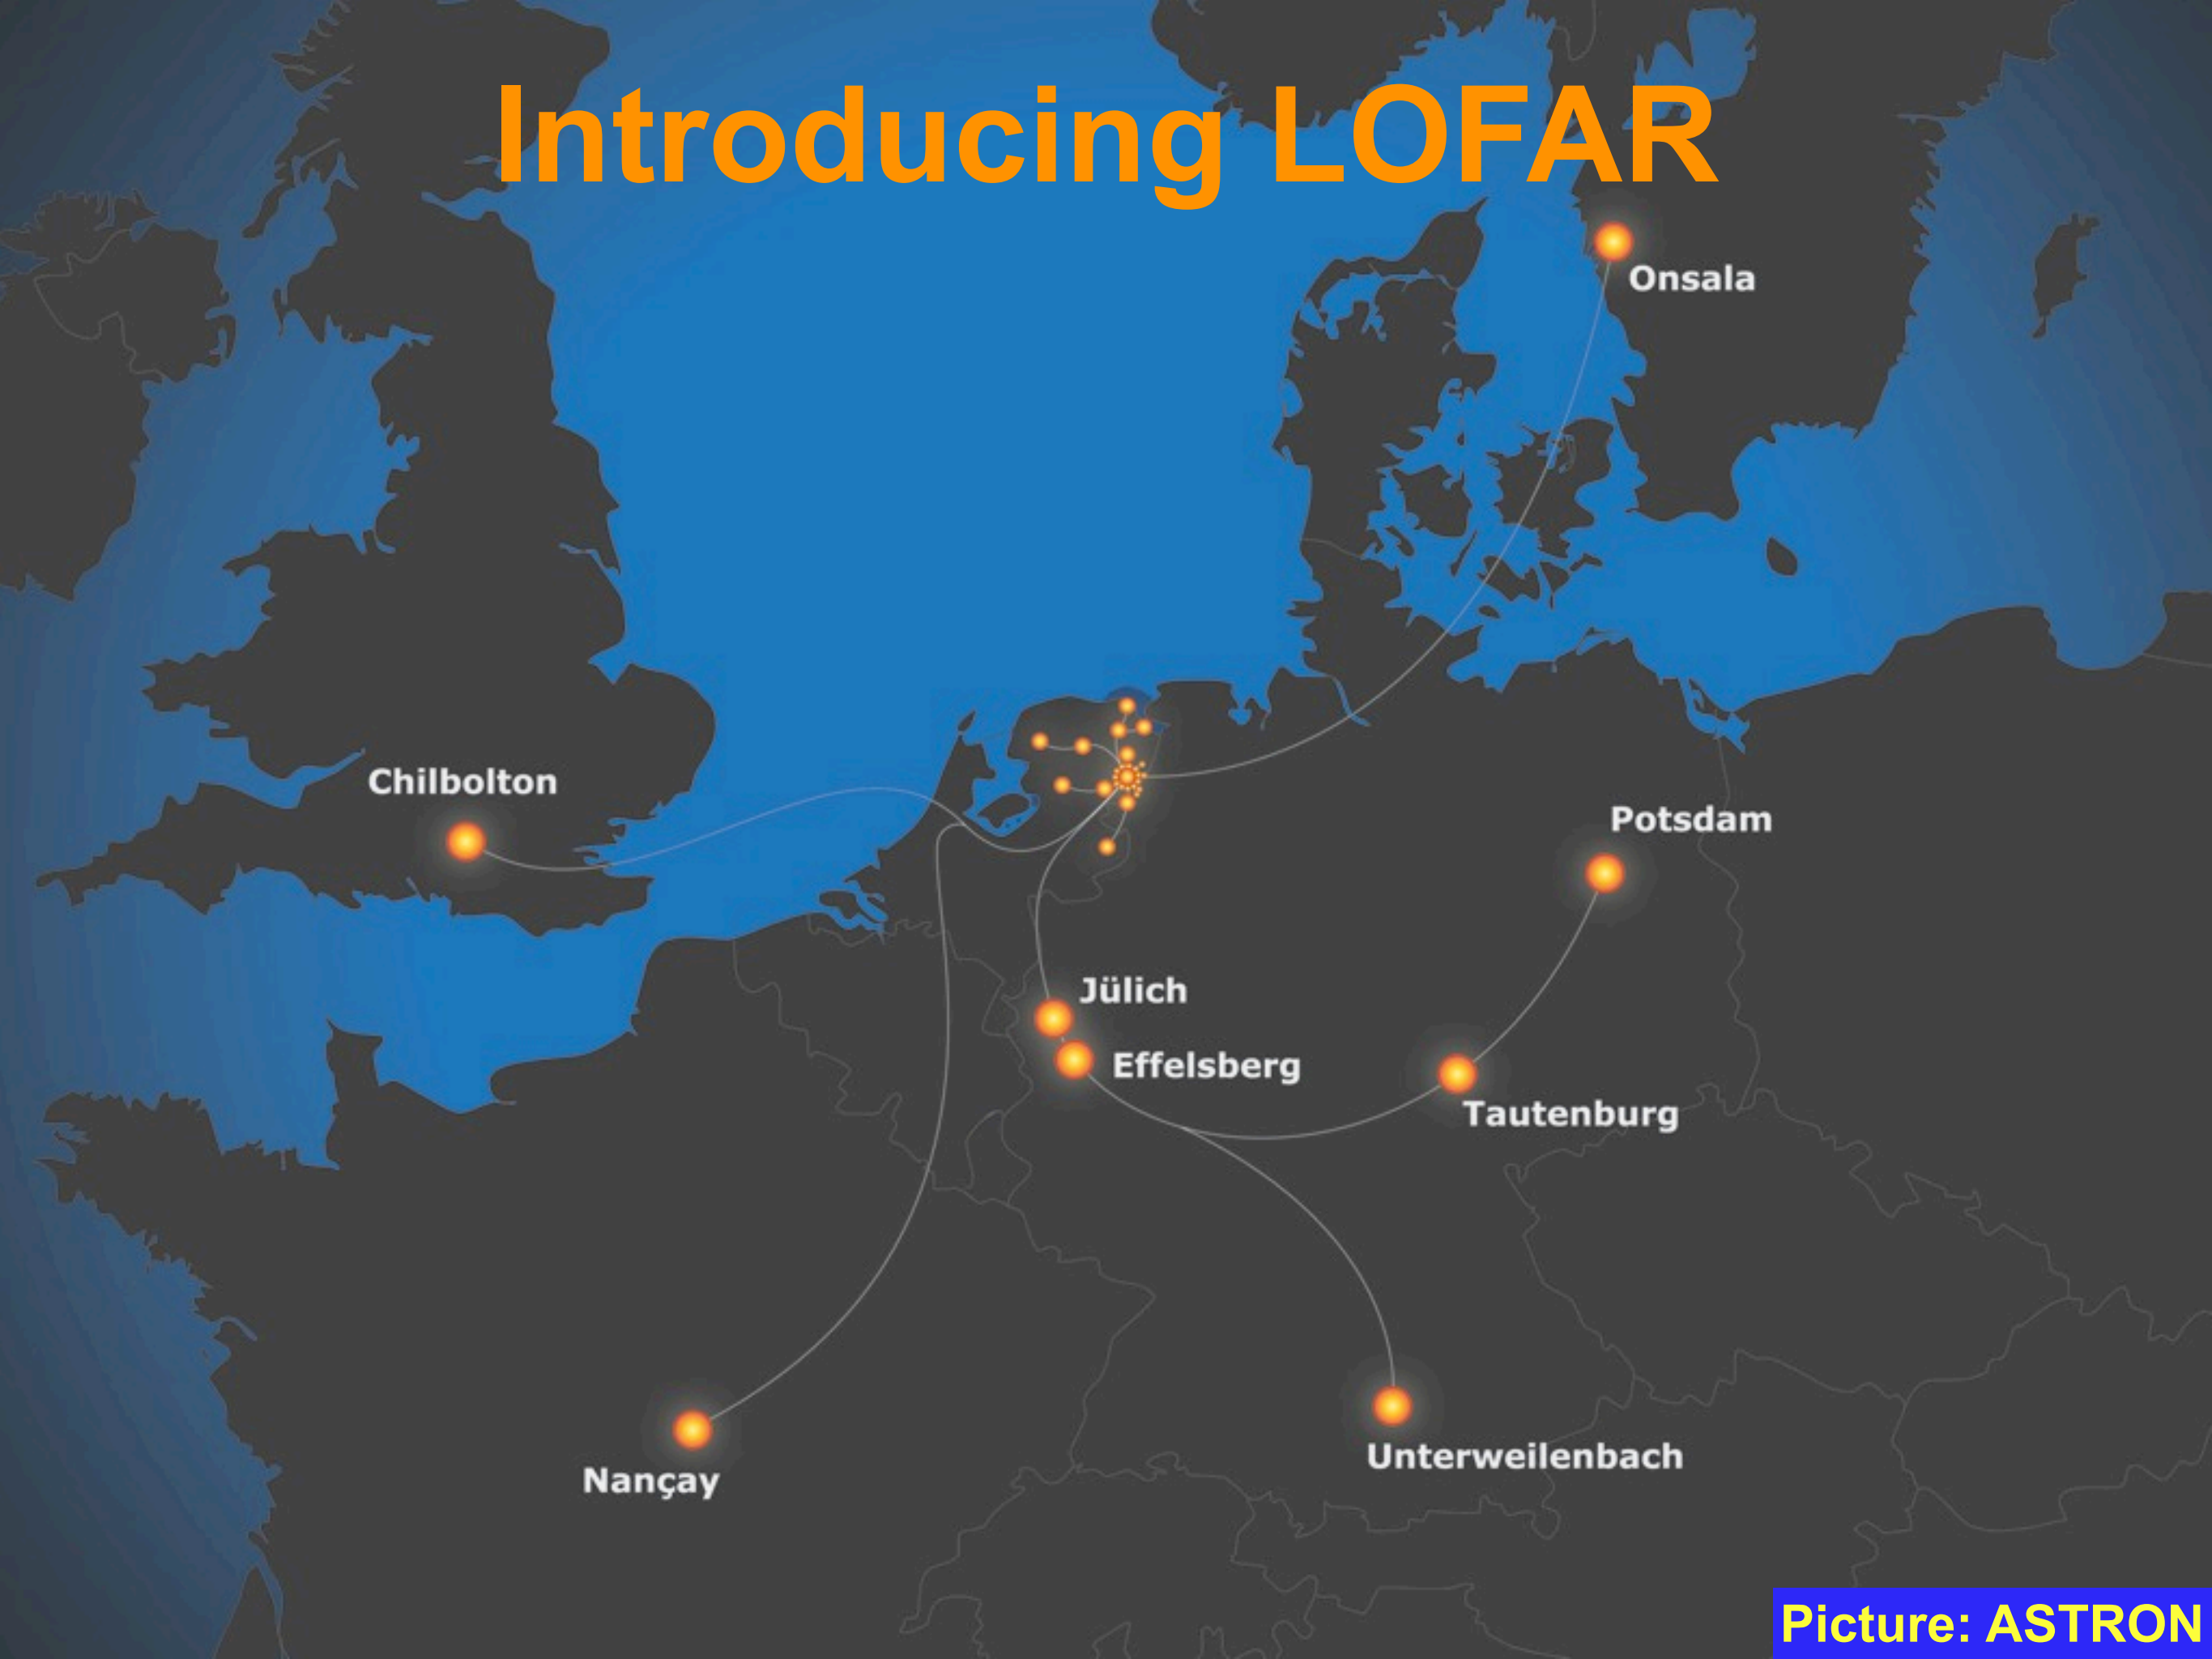 Introducing LOFAR
Onsala
Chilbolton
Potsdam
Jülich
Effelsberg
Tautenburg
Unterweilenbach
Nançay
Picture: ASTRON